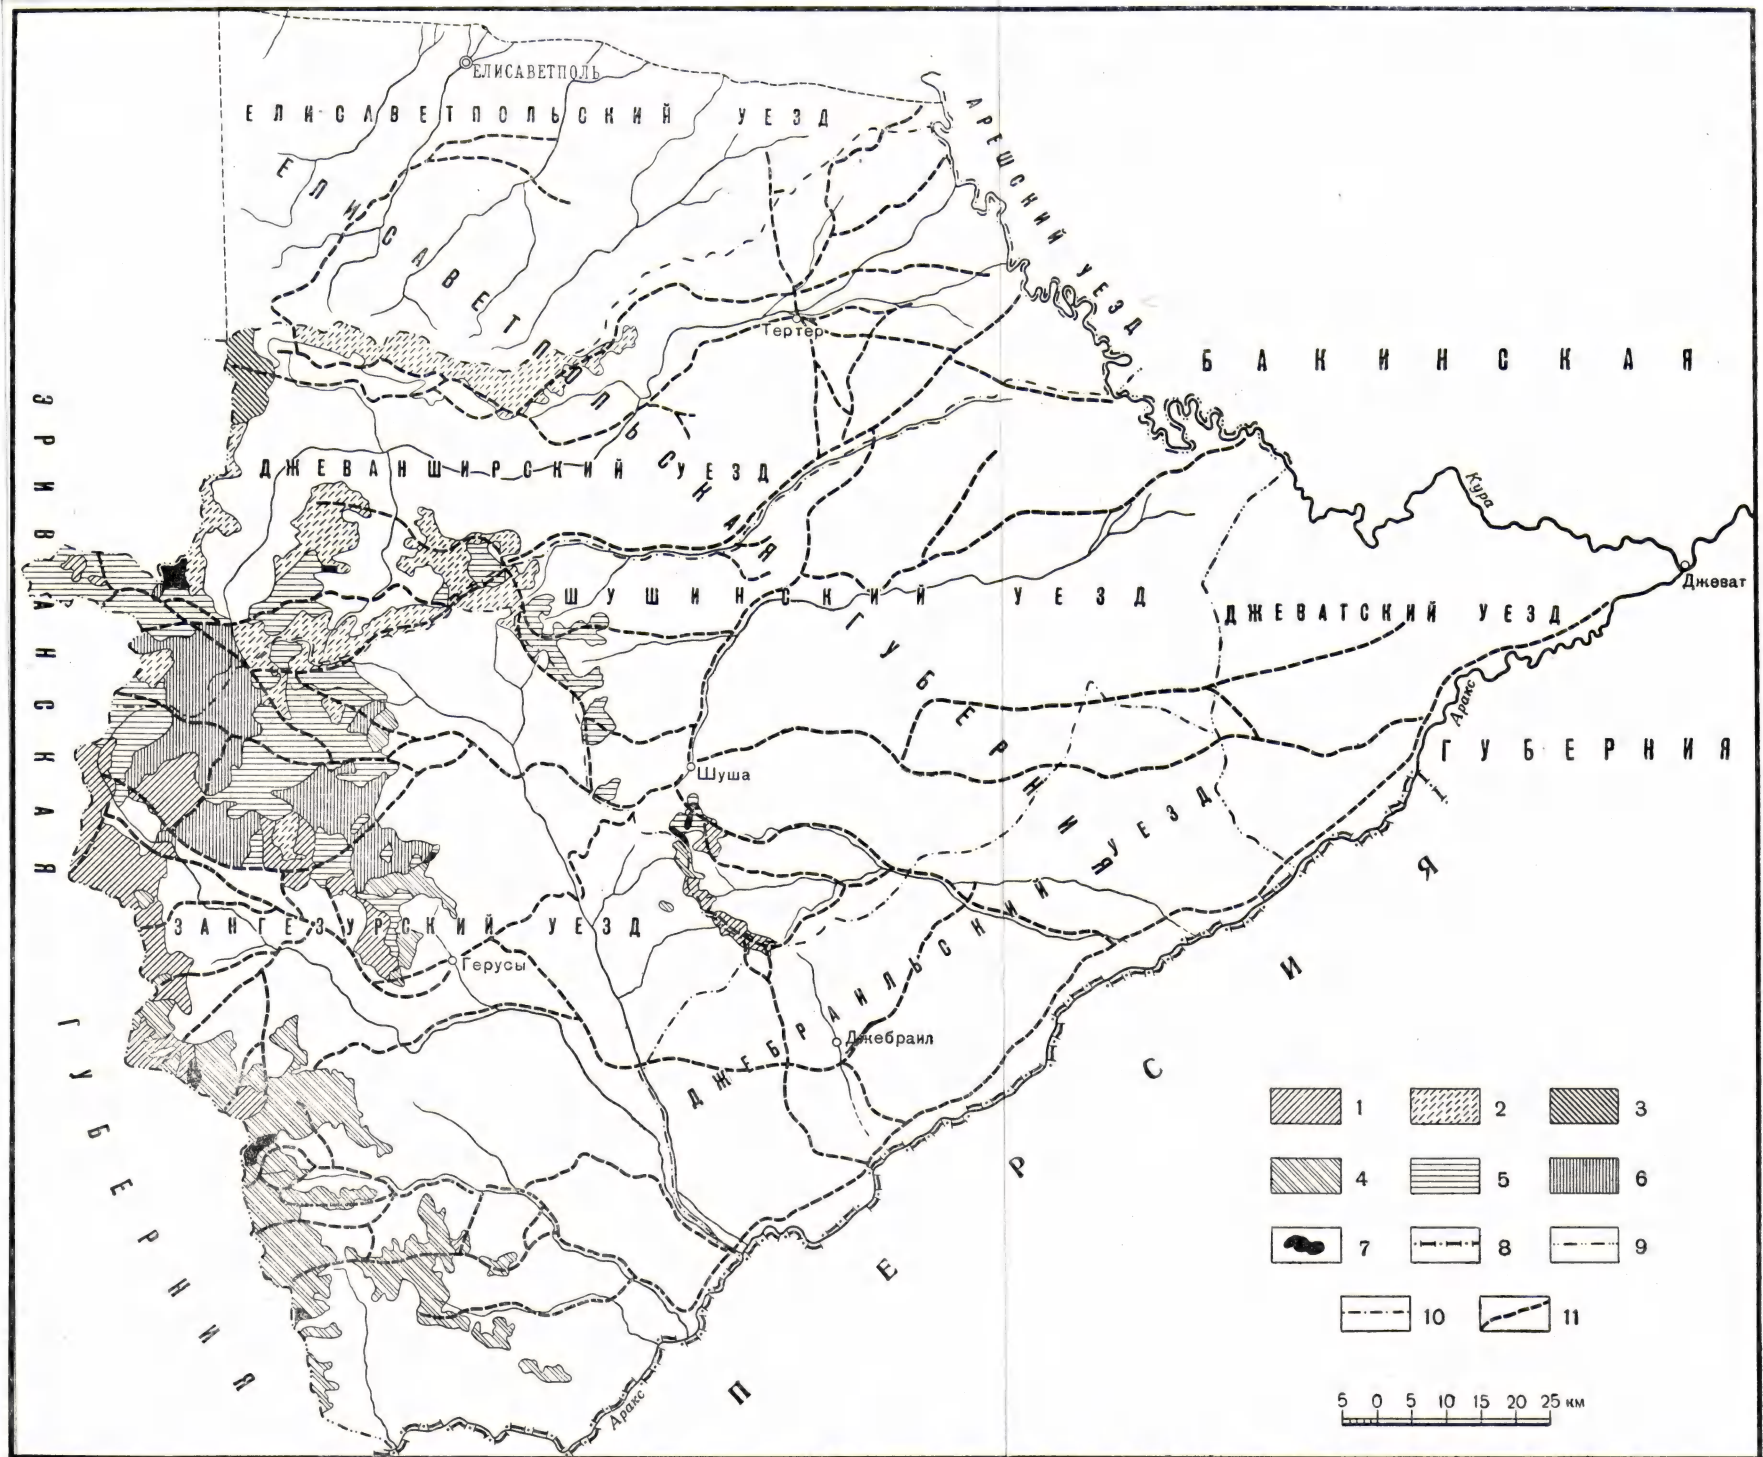 ЕЛИСАВЕТПОЛЬ
ЕЛИСАВЕТПОЛЬСКИЙ УЕЗД
АРЕШСКИЙ УЕЗД
ЕЛИСАВЕТПОЛЬСКАЯ ГУБЕРНИЯ
Тертер
БАКИНСКАЯ
ГУБЕРНИЯ
ЭРИВАНСКАЯ
ГУБЕРНИЯ
ДЖЕВАНШИРСКИЙ УЕЗД
Кура
Джеват
ШУШИНСКИЙ УЕЗД
ДЖЕВАТСКИЙ УЕЗД
Аракс
Шуша
ЗАНГЕЗУРСКИЙ УЕЗД
Герусы
ДЖЕБРАИЛЬСКИЙ УЕЗД
Джебраил
ПЕРСИЯ
Аракс
1 2 3
4 5 6
7 8 9
10 11
5 0 5 10 15 20 25 км